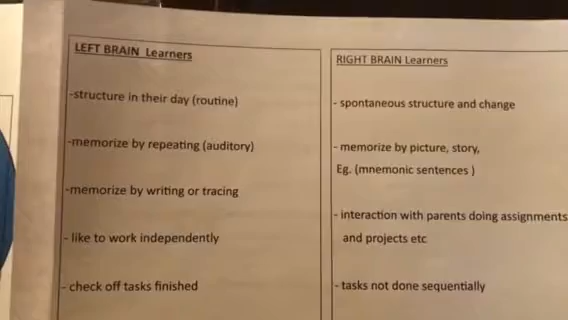 LEFT BRAIN Learners
-structure in their day (routine)
-memorize by repeating (auditory)
-memorize by writing or tracing
- like to work independently
- check off tasks finished
RIGHT BRAIN Learners
- spontaneous structure and change
- memorize by picture, story,
Eg. (mnemonic sentences )
- interaction with parents doing assignments
and projects etc
- tasks not done sequentially